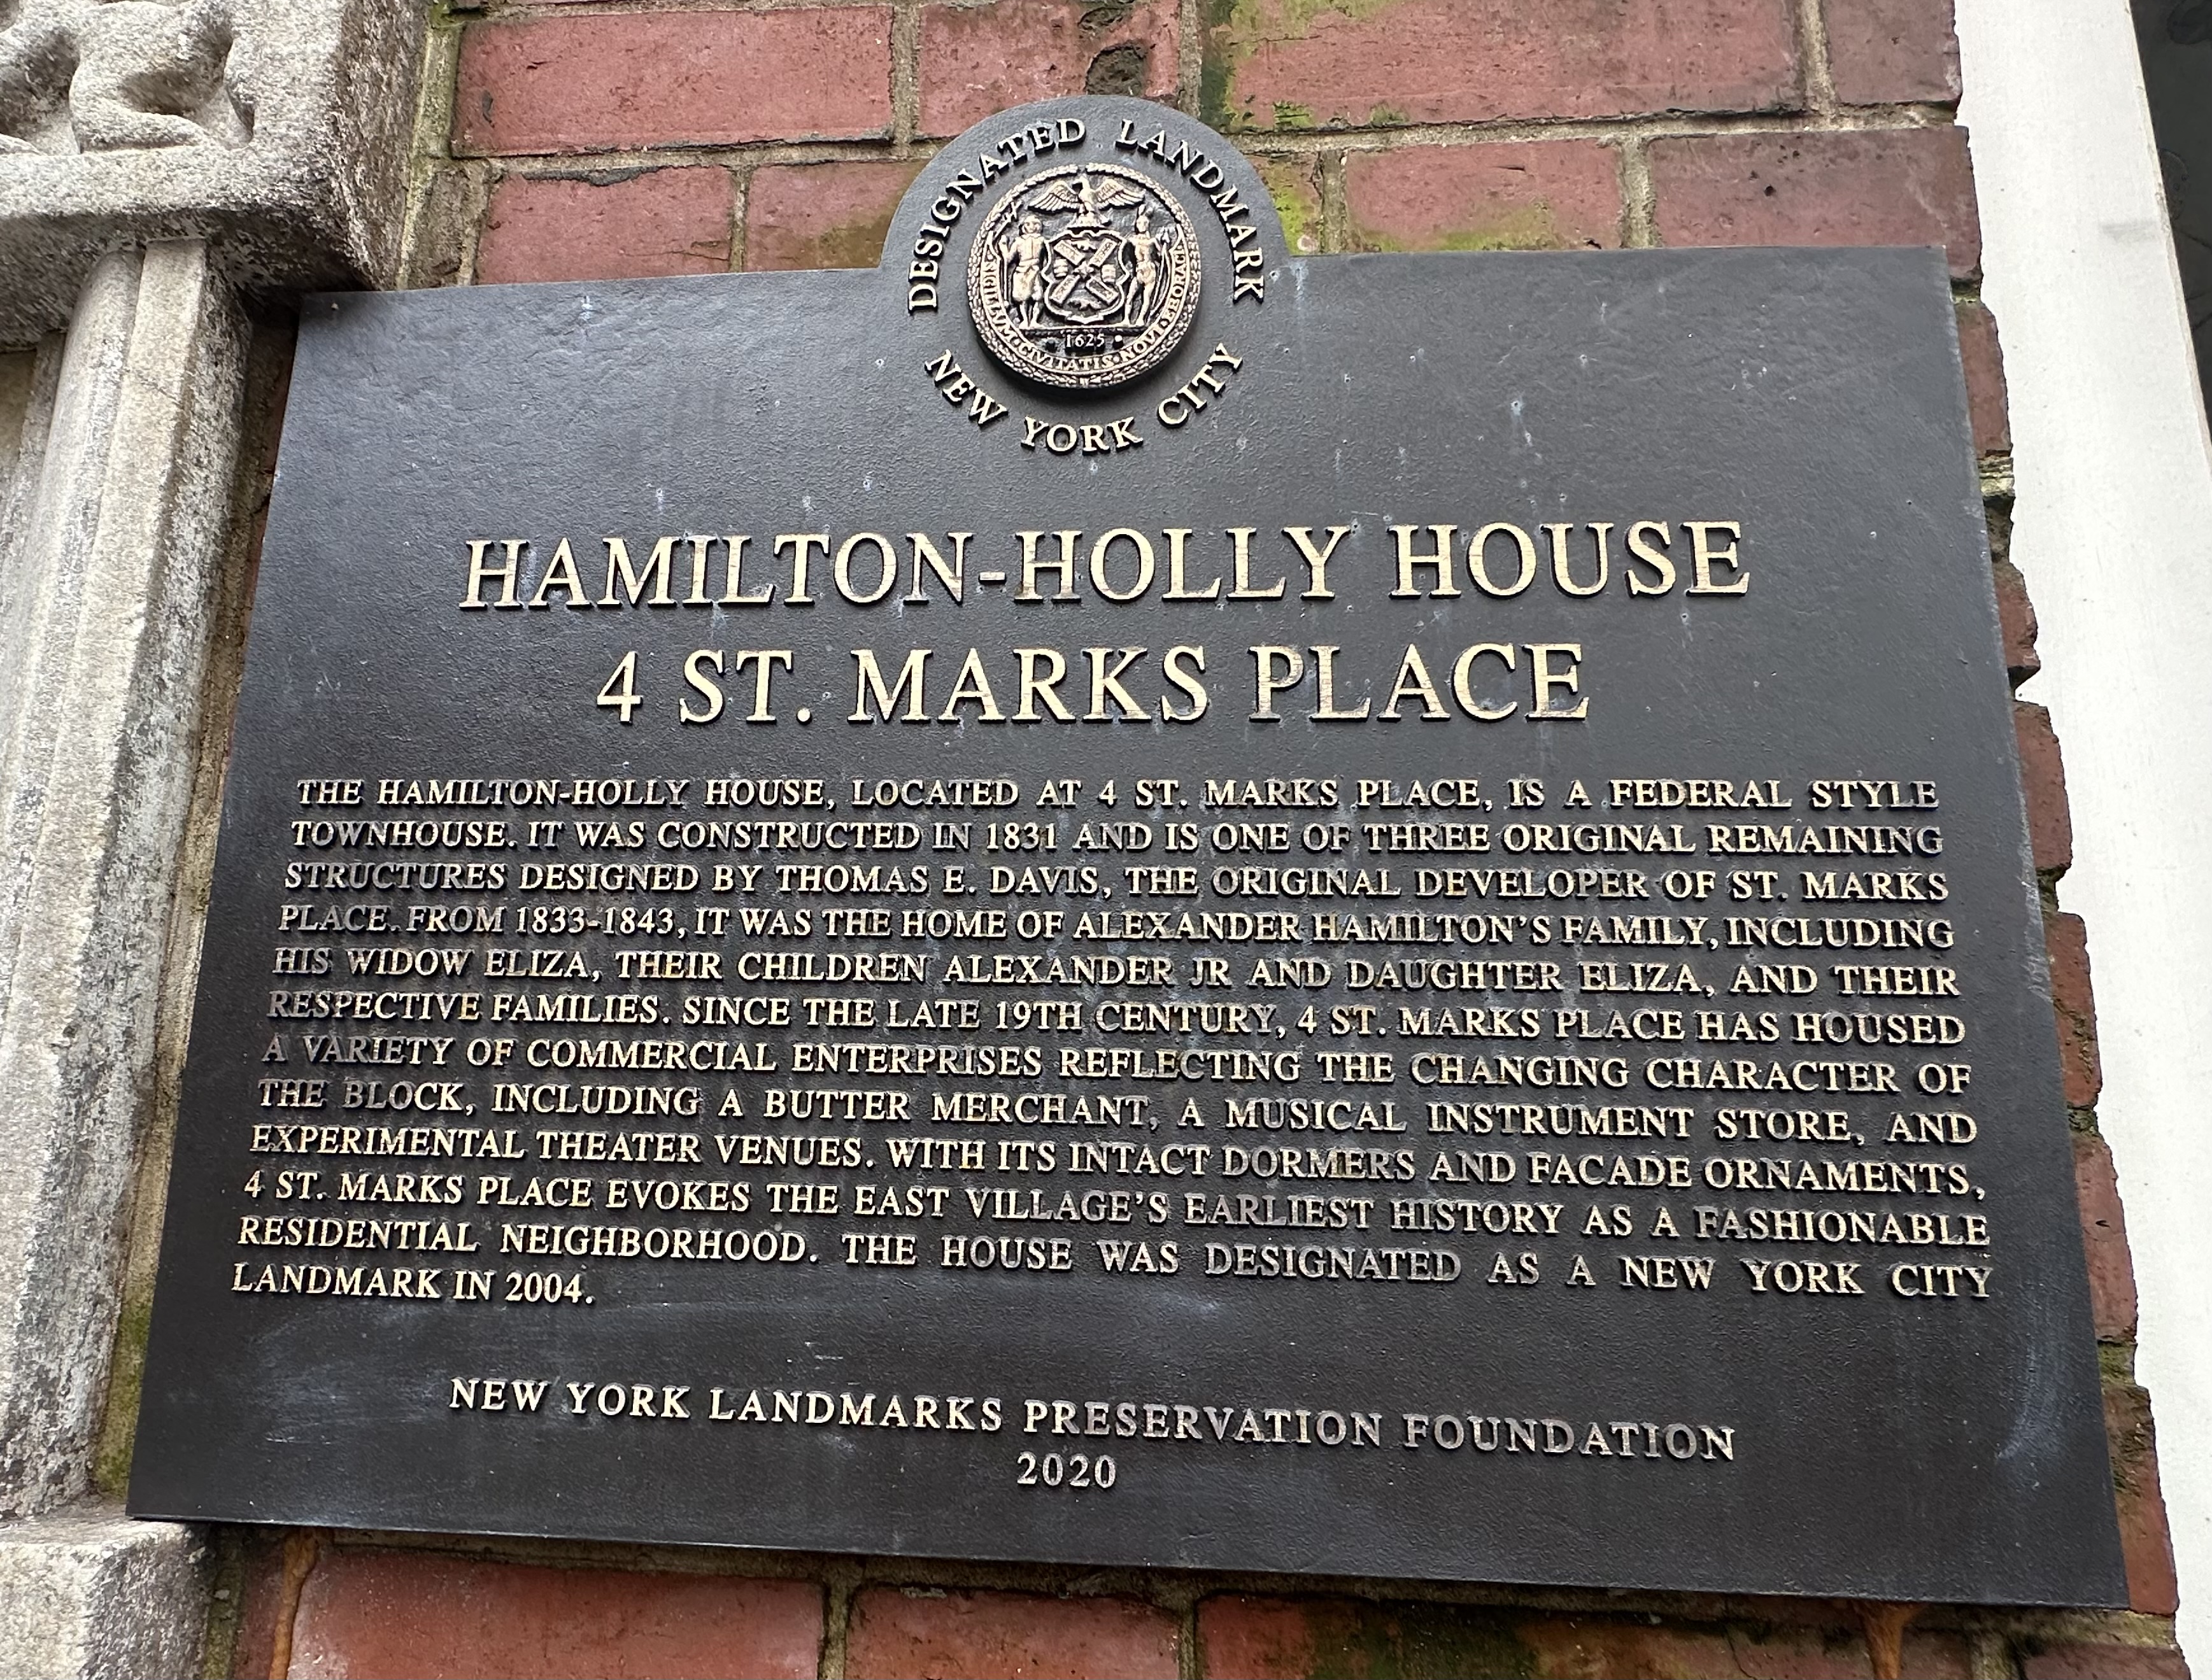 DESIGNATED LANDMARK
SIGILLUM · CIVITATIS · NOVI · EBORACI
1625
NEW YORK CITY
HAMILTON-HOLLY HOUSE
4 ST. MARKS PLACE
THE HAMILTON-HOLLY HOUSE, LOCATED AT 4 ST. MARKS PLACE, IS A FEDERAL STYLE
TOWNHOUSE. IT WAS CONSTRUCTED IN 1831 AND IS ONE OF THREE ORIGINAL REMAINING
STRUCTURES DESIGNED BY THOMAS E. DAVIS, THE ORIGINAL DEVELOPER OF ST. MARKS
PLACE. FROM 1833-1843, IT WAS THE HOME OF ALEXANDER HAMILTON'S FAMILY, INCLUDING
HIS WIDOW ELIZA, THEIR CHILDREN ALEXANDER JR AND DAUGHTER ELIZA, AND THEIR
RESPECTIVE FAMILIES. SINCE THE LATE 19TH CENTURY, 4 ST. MARKS PLACE HAS HOUSED
A VARIETY OF COMMERCIAL ENTERPRISES REFLECTING THE CHANGING CHARACTER OF
THE BLOCK, INCLUDING A BUTTER MERCHANT, A MUSICAL INSTRUMENT STORE, AND
EXPERIMENTAL THEATER VENUES. WITH ITS INTACT DORMERS AND FACADE ORNAMENTS,
4 ST. MARKS PLACE EVOKES THE EAST VILLAGE'S EARLIEST HISTORY AS A FASHIONABLE
RESIDENTIAL NEIGHBORHOOD. THE HOUSE WAS DESIGNATED AS A NEW YORK CITY
LANDMARK IN 2004.
NEW YORK LANDMARKS PRESERVATION FOUNDATION
2020